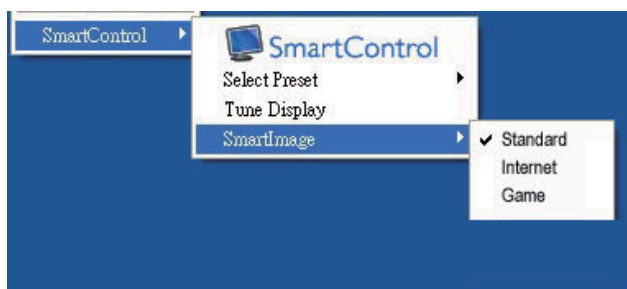 SmartControl
SmartControl
Select Preset
Tune Display
SmartImage
Standard
Internet
Game